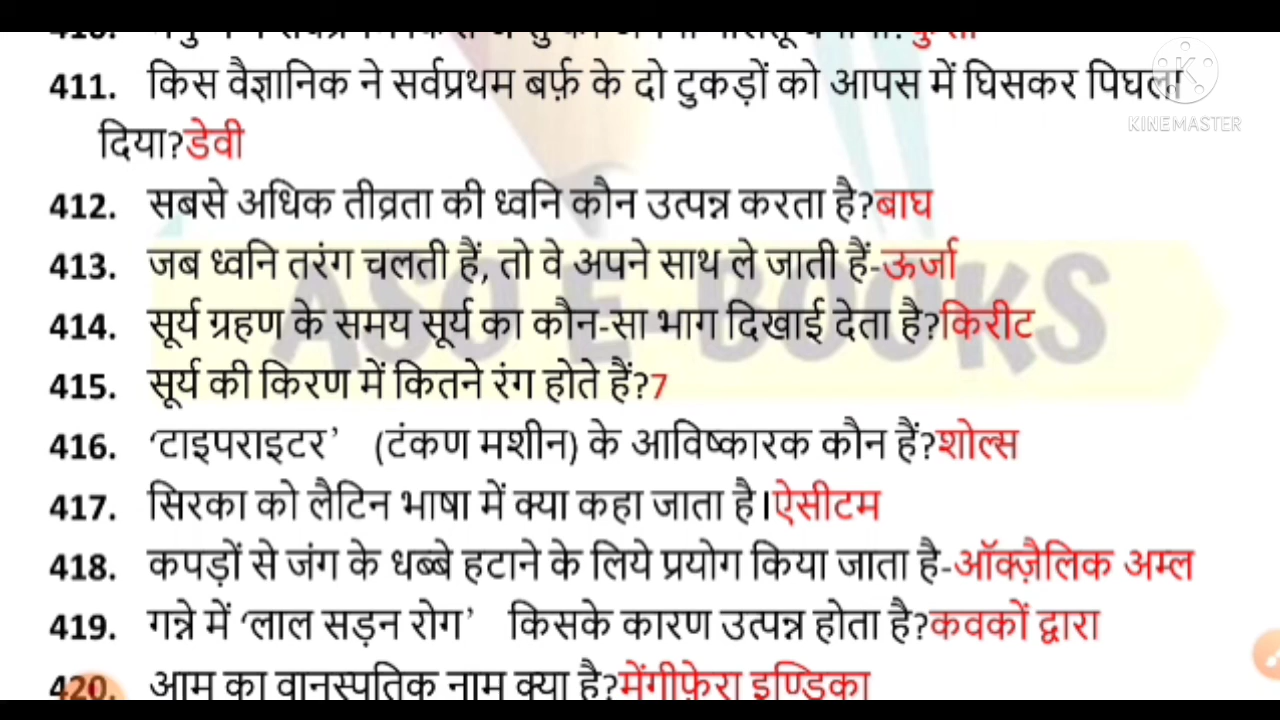 411. किस वैज्ञानिक ने सर्वप्रथम बर्फ़ के दो टुकड़ों को आपस में घिसकर पिघला
KINEMASTER
दिया?डेवी
412. सबसे अधिक तीव्रता की ध्वनि कौन उत्पन्न करता है?बाघ
413. जब ध्वनि तरंग चलती हैं, तो वे अपने साथ ले जाती हैं-ऊर्जा
ASO E-BOOKS
414. सूर्य ग्रहण के समय सूर्य का कौन-सा भाग दिखाई देता है?किरीट
415. सूर्य की किरण में कितने रंग होते हैं?7
416. ‘टाइपराइटर’ (टंकण मशीन) के आविष्कारक कौन हैं?शोल्स
417. सिरका को लैटिन भाषा में क्या कहा जाता है।ऐसीटम
418. कपड़ों से जंग के धब्बे हटाने के लिये प्रयोग किया जाता है-ऑक्ज़ैलिक अम्ल
419. गन्ने में ‘लाल सड़न रोग’ किसके कारण उत्पन्न होता है?कवकों द्वारा
420. आम का वानस्पतिक नाम क्या है?मेंगीफ़ेरा इण्डिका